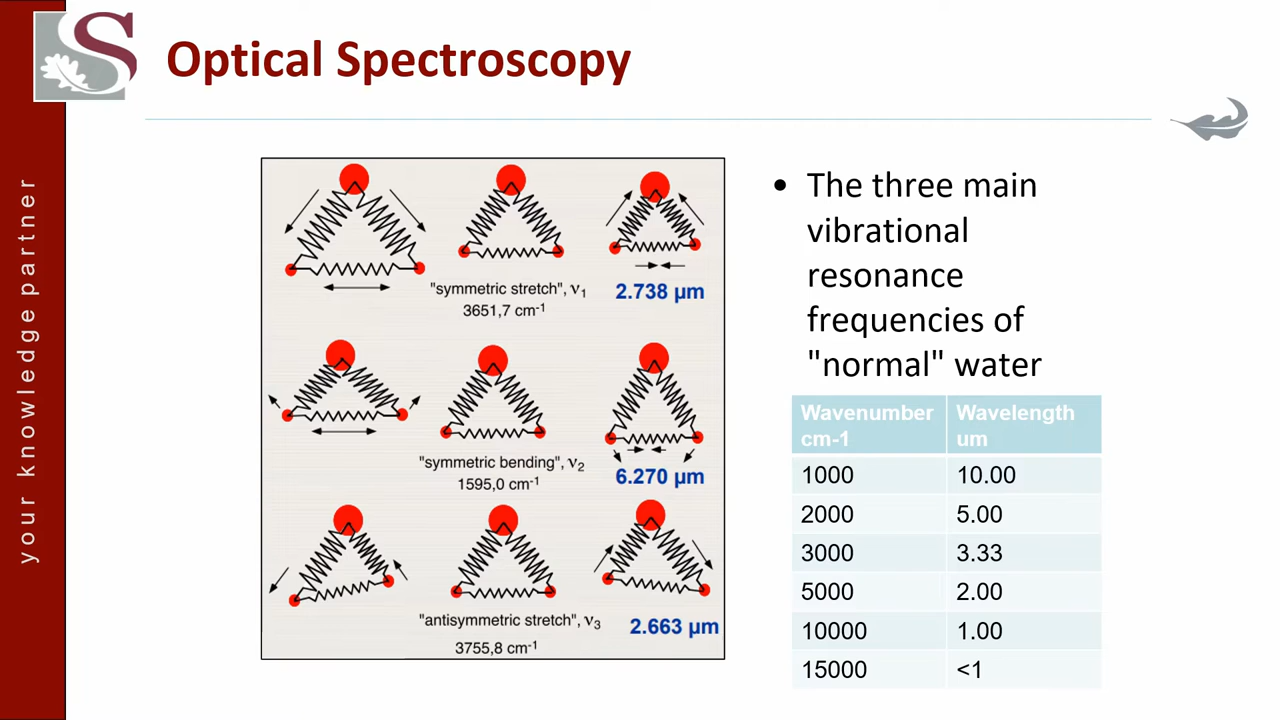 Optical Spectroscopy
S
your knowledge partner
"symmetric stretch", ν1
3651,7 cm-1
2.738 µm
"symmetric bending", ν2
1595,0 cm-1
6.270 µm
"antisymmetric stretch", ν3
3755,8 cm-1
2.663 µm
• The three main
vibrational
resonance
frequencies of
"normal" water
Wavenumber cm-1 Wavelength um
1000 10.00
2000 5.00
3000 3.33
5000 2.00
10000 1.00
15000 <1